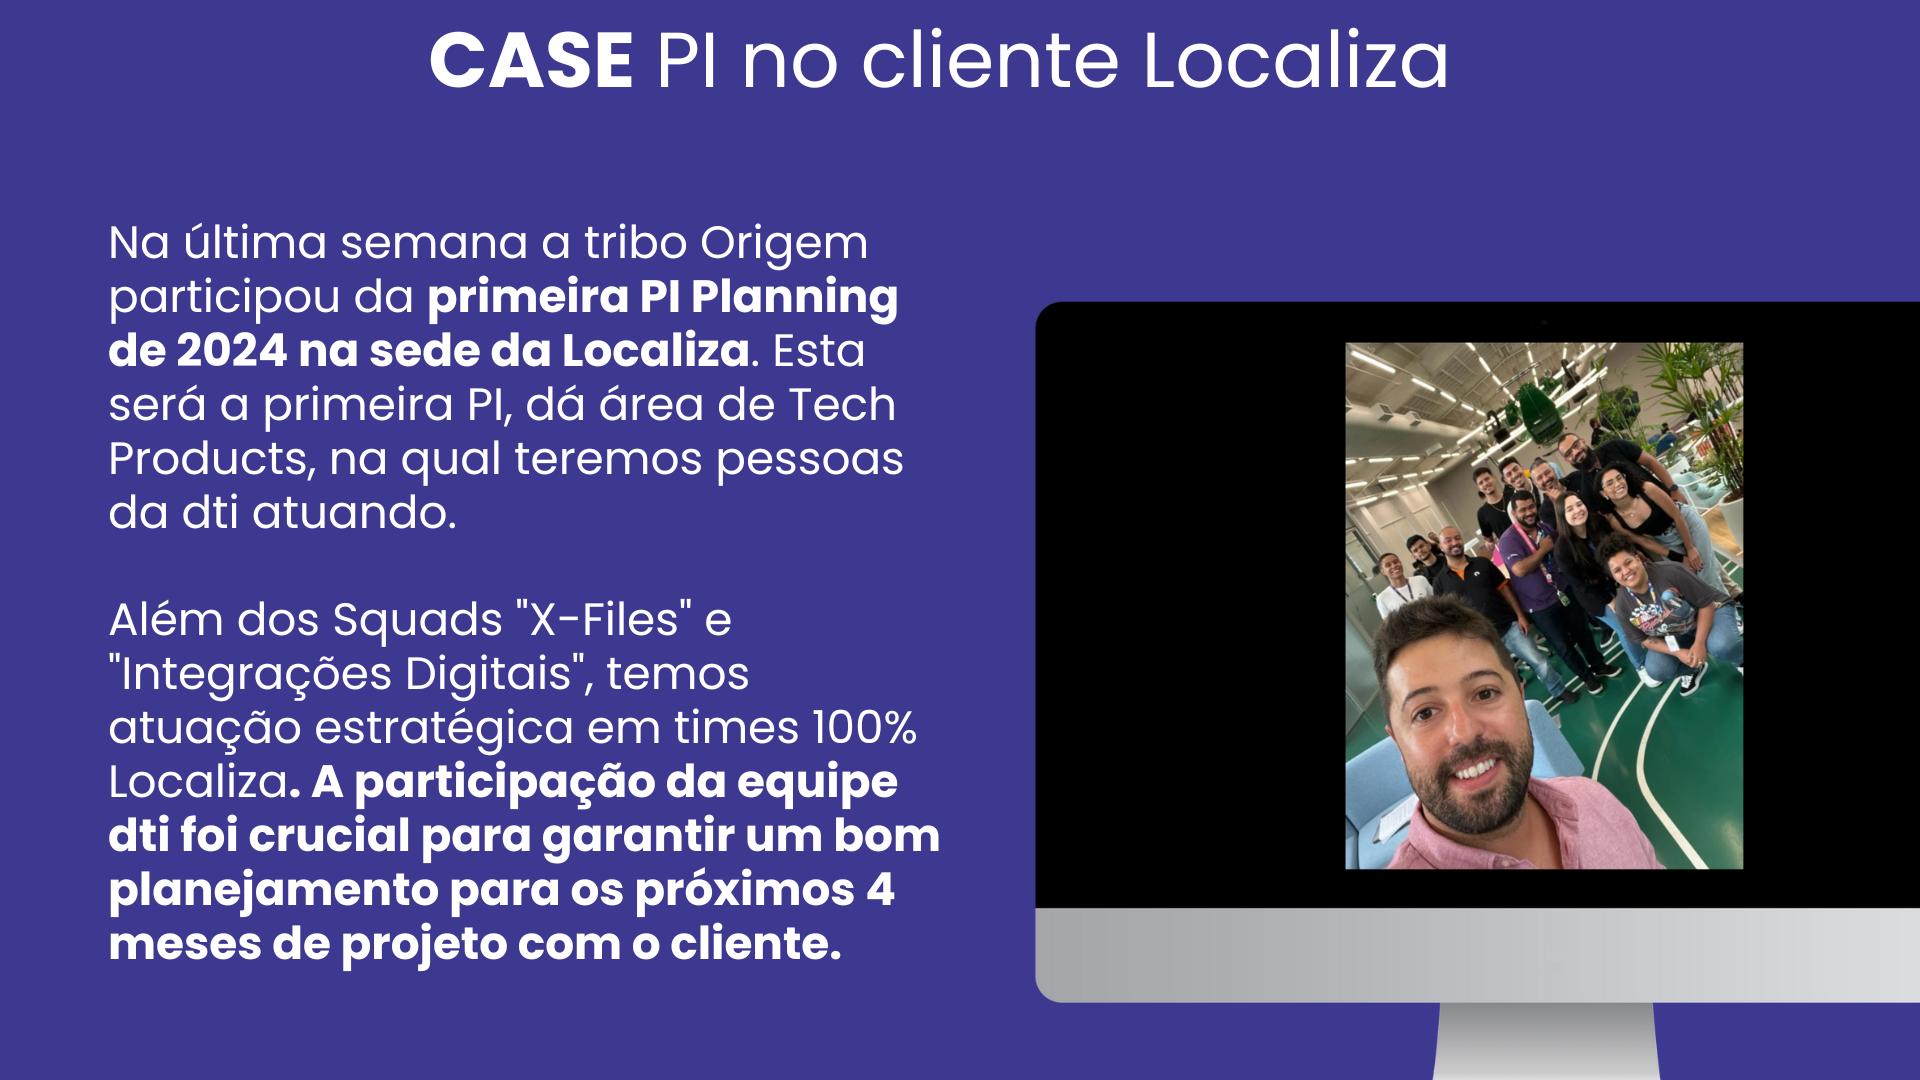 CASE PI no cliente Localiza
Na última semana a tribo Origem
participou da primeira PI Planning
de 2024 na sede da Localiza. Esta
será a primeira PI, dá área de Tech
Products, na qual teremos pessoas
da dti atuando.
Além dos Squads "X-Files" e
"Integrações Digitais", temos
atuação estratégica em times 100%
Localiza. A participação da equipe
dti foi crucial para garantir um bom
planejamento para os próximos 4
meses de projeto com o cliente.